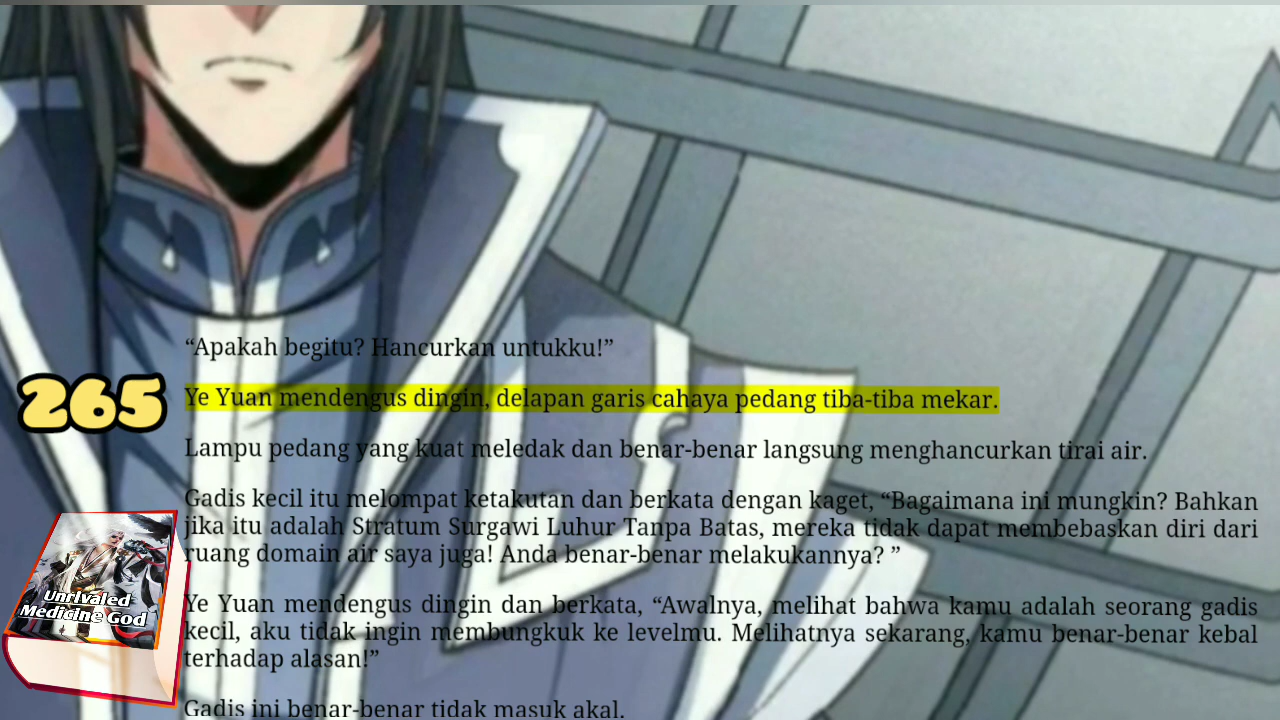 “Apakah begitu? Hancurkan untukku!”
265
Ye Yuan mendengus dingin, delapan garis cahaya pedang tiba-tiba mekar.
Lampu pedang yang kuat meledak dan benar-benar langsung menghancurkan tirai air.
Gadis kecil itu melompat ketakutan dan berkata dengan kaget, “Bagaimana ini mungkin? Bahkan
jika itu adalah Stratum Surgawi Luhur Tanpa Batas, mereka tidak dapat membebaskan diri dari
ruang domain air saya juga! Anda benar-benar melakukannya? ”
Unrivaled
Medicine God
Ye Yuan mendengus dingin dan berkata, “Awalnya, melihat bahwa kamu adalah seorang gadis
kecil, aku tidak ingin membungkuk ke levelmu. Melihatnya sekarang, kamu benar-benar kebal
terhadap alasan!”
Gadis ini benar-benar tidak masuk akal.